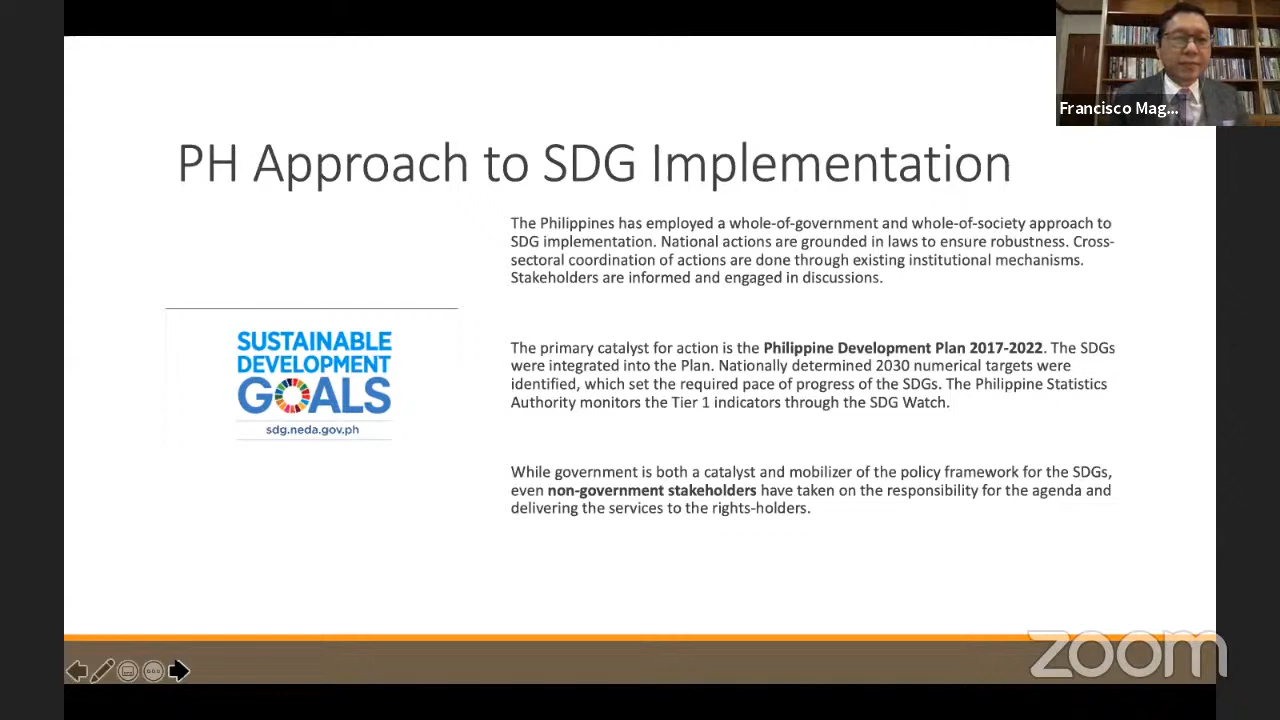 Francisco Mag...
PH Approach to SDG Implementation
The Philippines has employed a whole-of-government and whole-of-society approach to
SDG implementation. National actions are grounded in laws to ensure robustness. Cross-
sectoral coordination of actions are done through existing institutional mechanisms.
Stakeholders are informed and engaged in discussions.
SUSTAINABLE
DEVELOPMENT
GOALS
sdg.neda.gov.ph
The primary catalyst for action is the Philippine Development Plan 2017-2022. The SDGs
were integrated into the Plan. Nationally determined 2030 numerical targets were
identified, which set the required pace of progress of the SDGs. The Philippine Statistics
Authority monitors the Tier 1 indicators through the SDG Watch.
While government is both a catalyst and mobilizer of the policy framework for the SDGs,
even non-government stakeholders have taken on the responsibility for the agenda and
delivering the services to the rights-holders.
zoom